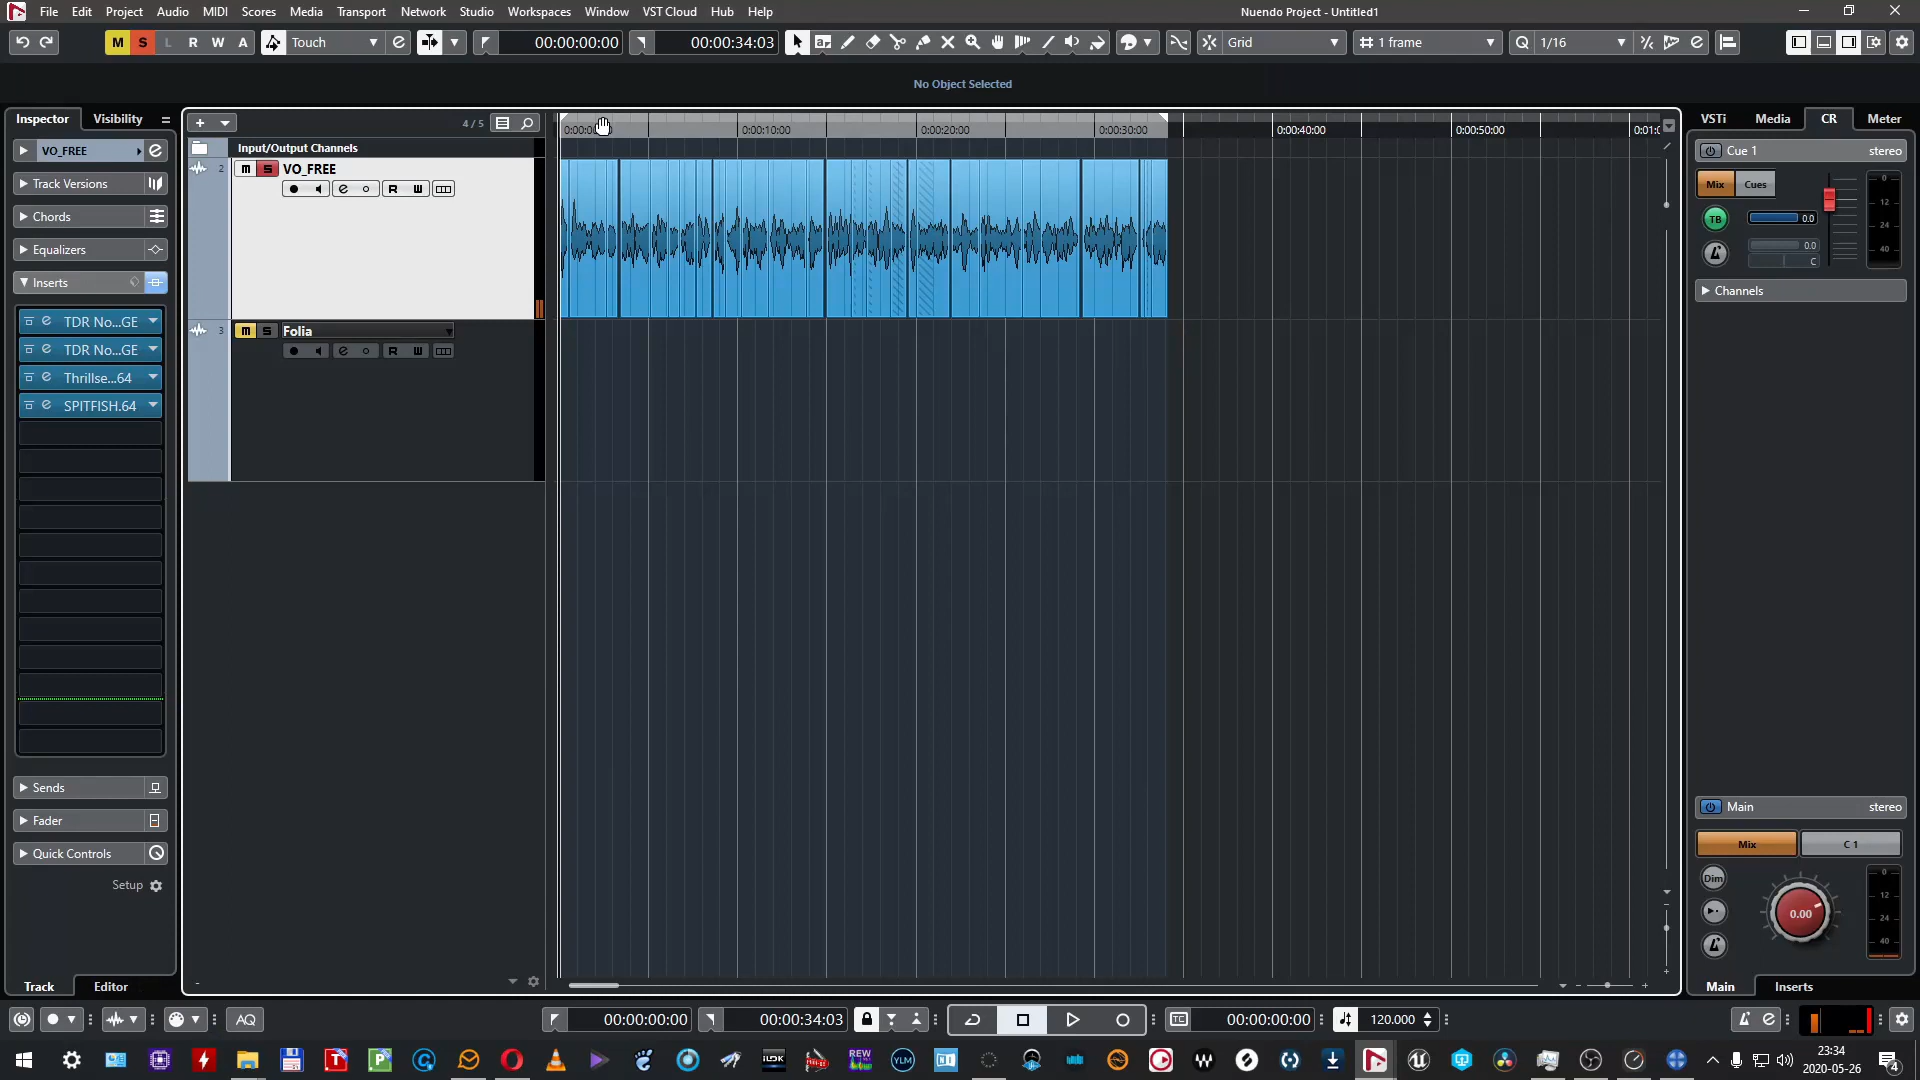 File Edit Project Audio MIDI Scores Media Transport Network Studio Workspaces Window VST Cloud Hub Help
Nuendo Project - Untitled1
M S L R W A Touch 00:00:00:00 00:00:34:03 Grid 1 frame Q 1/16
No Object Selected
Inspector Visibility
VO_FREE
Track Versions
Chords
Equalizers
Inserts
TDR No...GE
TDR No...GE
Thrillse...64
SPITFISH.64
Sends
Fader
Quick Controls
Setup
Track Editor
4 / 5
Input/Output Channels
2 m S VO_FREE
R W
3 m S Folia
R W
0:00:10:00 0:00:20:00 0:00:30:00 0:00:40:00 0:00:50:00
VSTi Media CR Meter
Cue 1 stereo
Mix Cues
TB 0.0
0.0
C
0
12
24
40
Channels
Main stereo
Mix C 1
Dim
0.00
0
12
24
40
Main Inserts
AQ 00:00:00:00 00:00:34:03 TC 00:00:00:00 120.000
REW YLM
23:34
2020-05-26
4